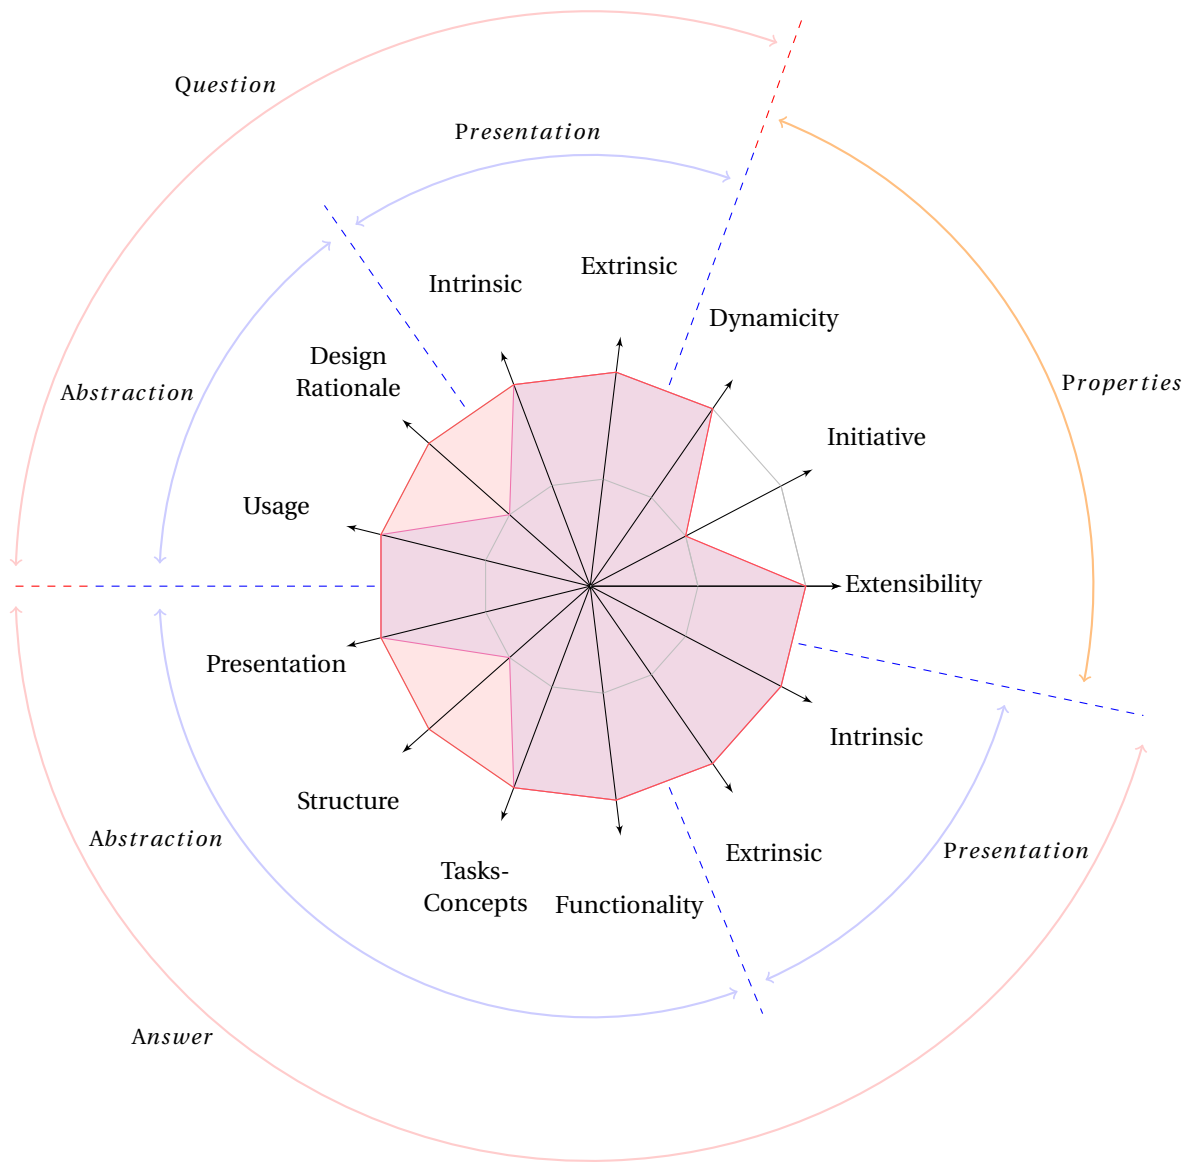 Question
Presentation
Extrinsic
Intrinsic
Dynamicity
Design
Rationale
Properties
Abstraction
Initiative
Usage
Extensibility
Presentation
Intrinsic
Structure
Abstraction
Extrinsic
Presentation
Tasks-
Concepts
Functionality
Answer